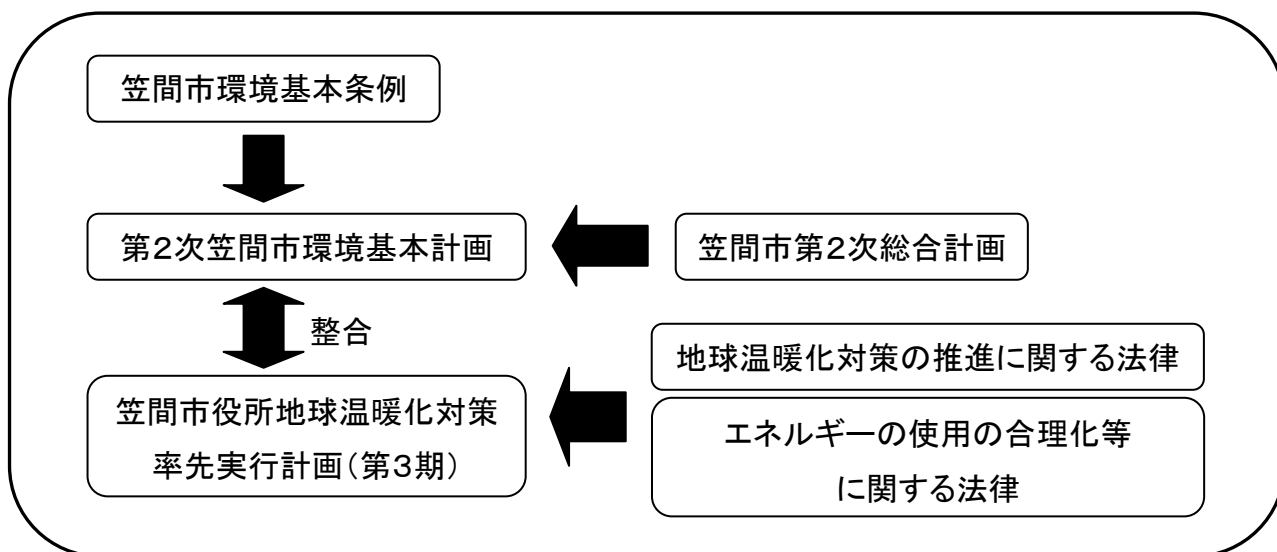 笠間市環境基本条例
第2次笠間市環境基本計画
笠間市第2次総合計画
整合
地球温暖化対策の推進に関する法律
笠間市役所地球温暖化対策
率先実行計画(第3期)
エネルギーの使用の合理化等
に関する法律